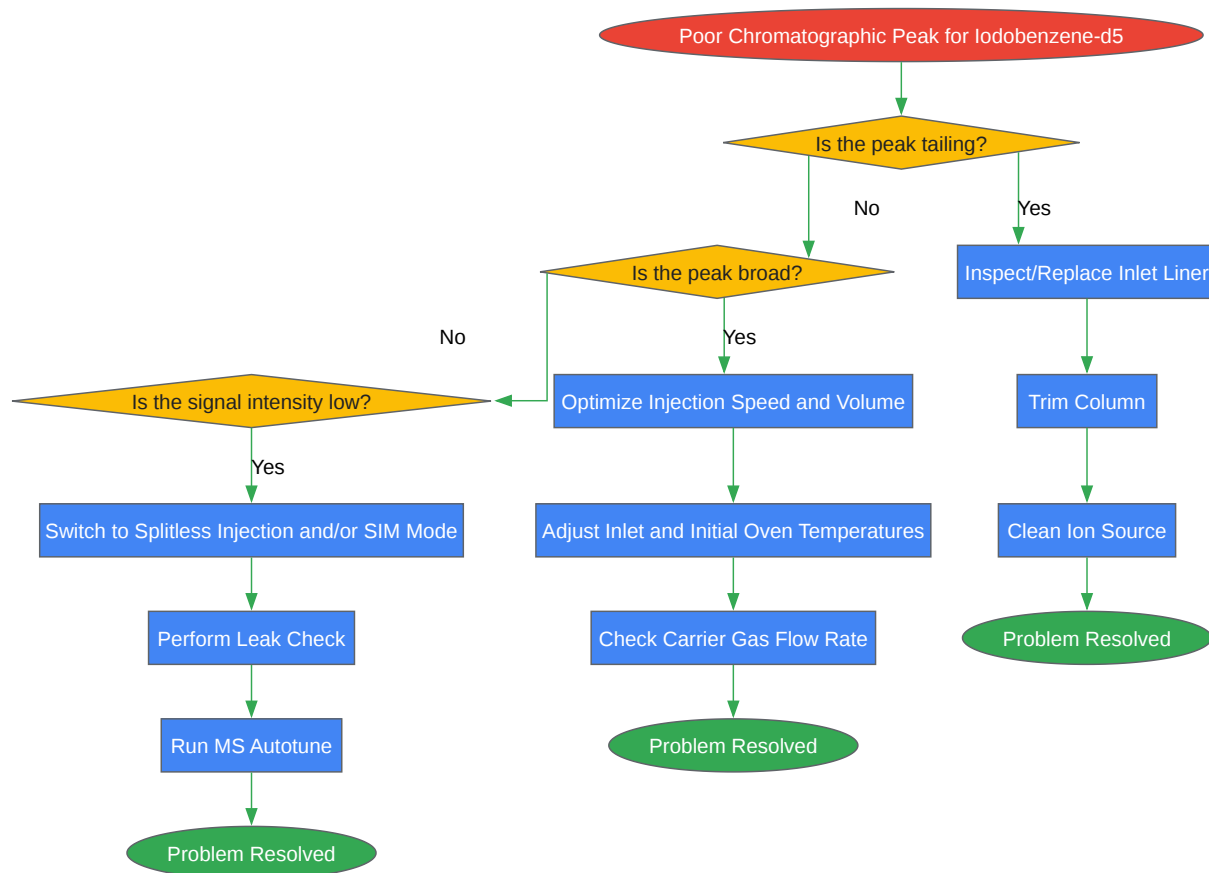 Poor Chromatographic Peak for Iodobenzene-d5
Is the peak tailing?
No
Yes
Is the peak broad?
Inspect/Replace Inlet Liner
No
Yes
Is the signal intensity low?
Optimize Injection Speed and Volume
Trim Column
Yes
Switch to Splitless Injection and/or SIM Mode
Adjust Inlet and Initial Oven Temperatures
Clean Ion Source
Perform Leak Check
Check Carrier Gas Flow Rate
Problem Resolved
Run MS Autotune
Problem Resolved
Problem Resolved